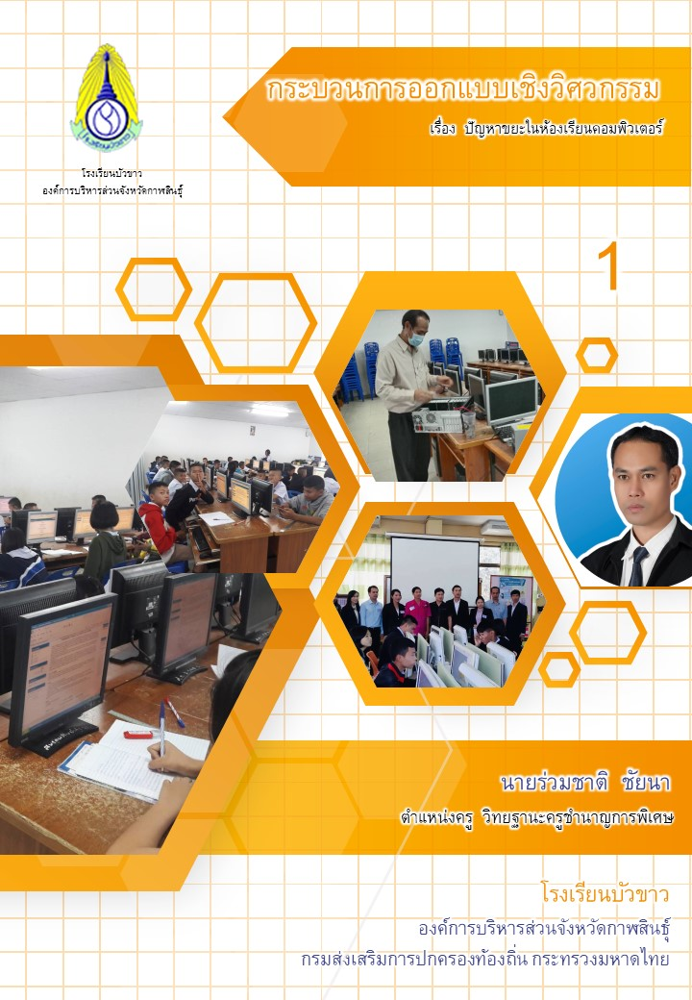 กระบวนการออกแบบเชิงวิศวกรรม
เรื่อง ปัญหาขยะในห้องเรียนคอมพิวเตอร์
โรงเรียนบัวขาว
องค์การบริหารส่วนจังหวัดกาฬสินธุ์
1
นายร่วมชาติ ชัยนา
ตำแหน่งครู วิทยฐานะครูชำนาญการพิเศษ
โรงเรียนบัวขาว
องค์การบริหารส่วนจังหวัดกาฬสินธุ์
กรมส่งเสริมการปกครองท้องถิ่น กระทรวงมหาดไทย